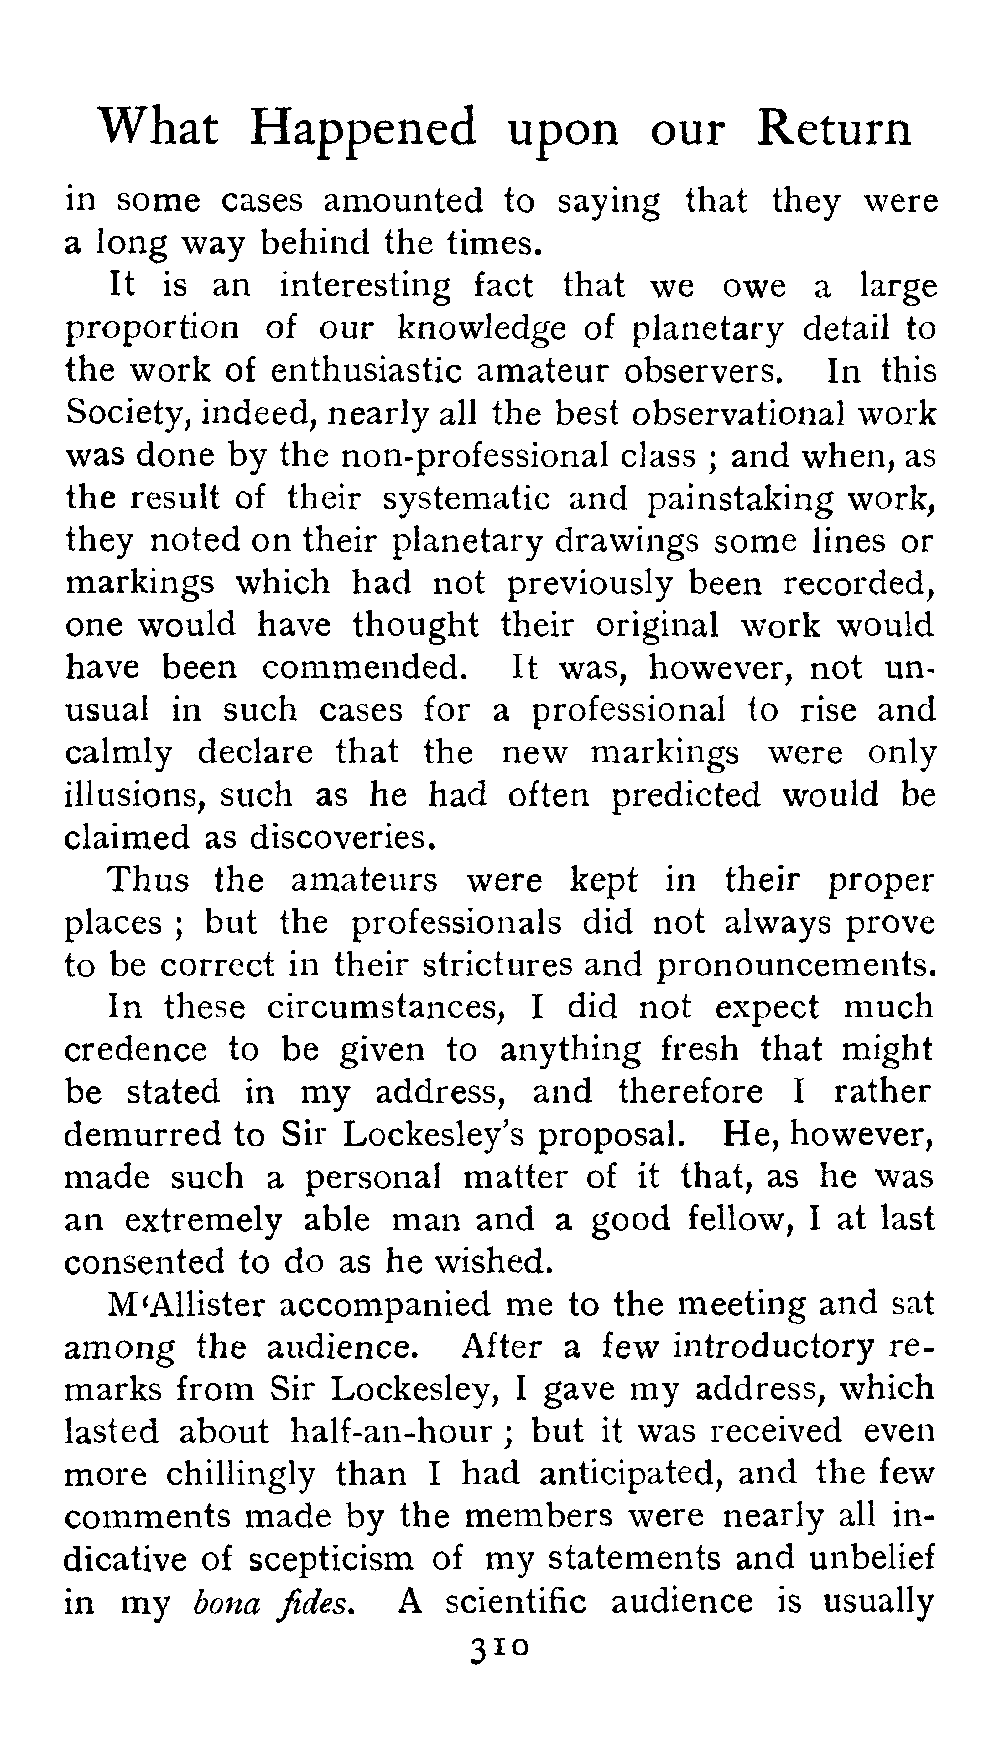 What Happened upon our Return
in some cases amounted to saying that they were
a long way behind the times.
It is an interesting fact that we owe a large
proportion of our knowledge of planetary detail to
the work of enthusiastic amateur observers. In this
Society, indeed, nearly all the best observational work
was done by the non-professional class ; and when, as
the result of their systematic and painstaking work,
they noted on their planetary drawings some lines or
markings which had not previously been recorded,
one would have thought their original work would
have been commended. It was, however, not un-
usual in such cases for a professional to rise and
calmly declare that the new markings were only
illusions, such as he had often predicted would be
claimed as discoveries.
Thus the amateurs were kept in their proper
places ; but the professionals did not always prove
to be correct in their strictures and pronouncements.
In these circumstances, I did not expect much
credence to be given to anything fresh that might
be stated in my address, and therefore I rather
demurred to Sir Lockesley's proposal. He, however,
made such a personal matter of it that, as he was
an extremely able man and a good fellow, I at last
consented to do as he wished.
M‘Allister accompanied me to the meeting and sat
among the audience. After a few introductory re-
marks from Sir Lockesley, I gave my address, which
lasted about half-an-hour ; but it was received even
more chillingly than I had anticipated, and the few
comments made by the members were nearly all in-
dicative of scepticism of my statements and unbelief
in my bona fides. A scientific audience is usually
310